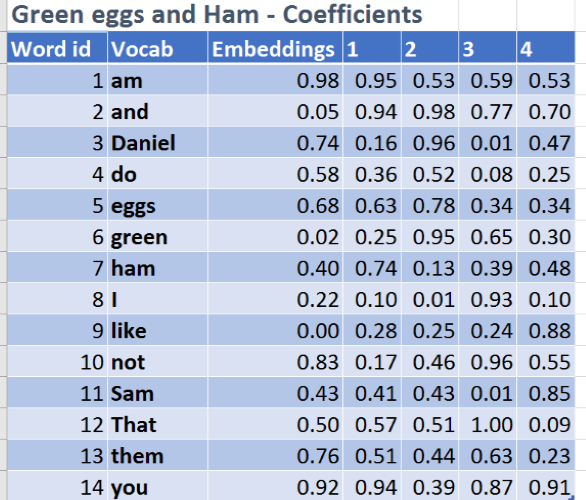 Green eggs and Ham - Coefficients
Word id Vocab Embeddings 1 2 3 4
1 am 0.98 0.95 0.53 0.59 0.53
2 and 0.05 0.94 0.98 0.77 0.70
3 Daniel 0.74 0.16 0.96 0.01 0.47
4 do 0.58 0.36 0.52 0.08 0.25
5 eggs 0.68 0.63 0.78 0.34 0.34
6 green 0.02 0.25 0.95 0.65 0.30
7 ham 0.40 0.74 0.13 0.39 0.48
8 I 0.22 0.10 0.01 0.93 0.10
9 like 0.00 0.28 0.25 0.24 0.88
10 not 0.83 0.17 0.46 0.96 0.55
11 Sam 0.43 0.41 0.43 0.01 0.85
12 That 0.50 0.57 0.51 1.00 0.09
13 them 0.76 0.51 0.44 0.63 0.23
14 you 0.92 0.94 0.39 0.87 0.91